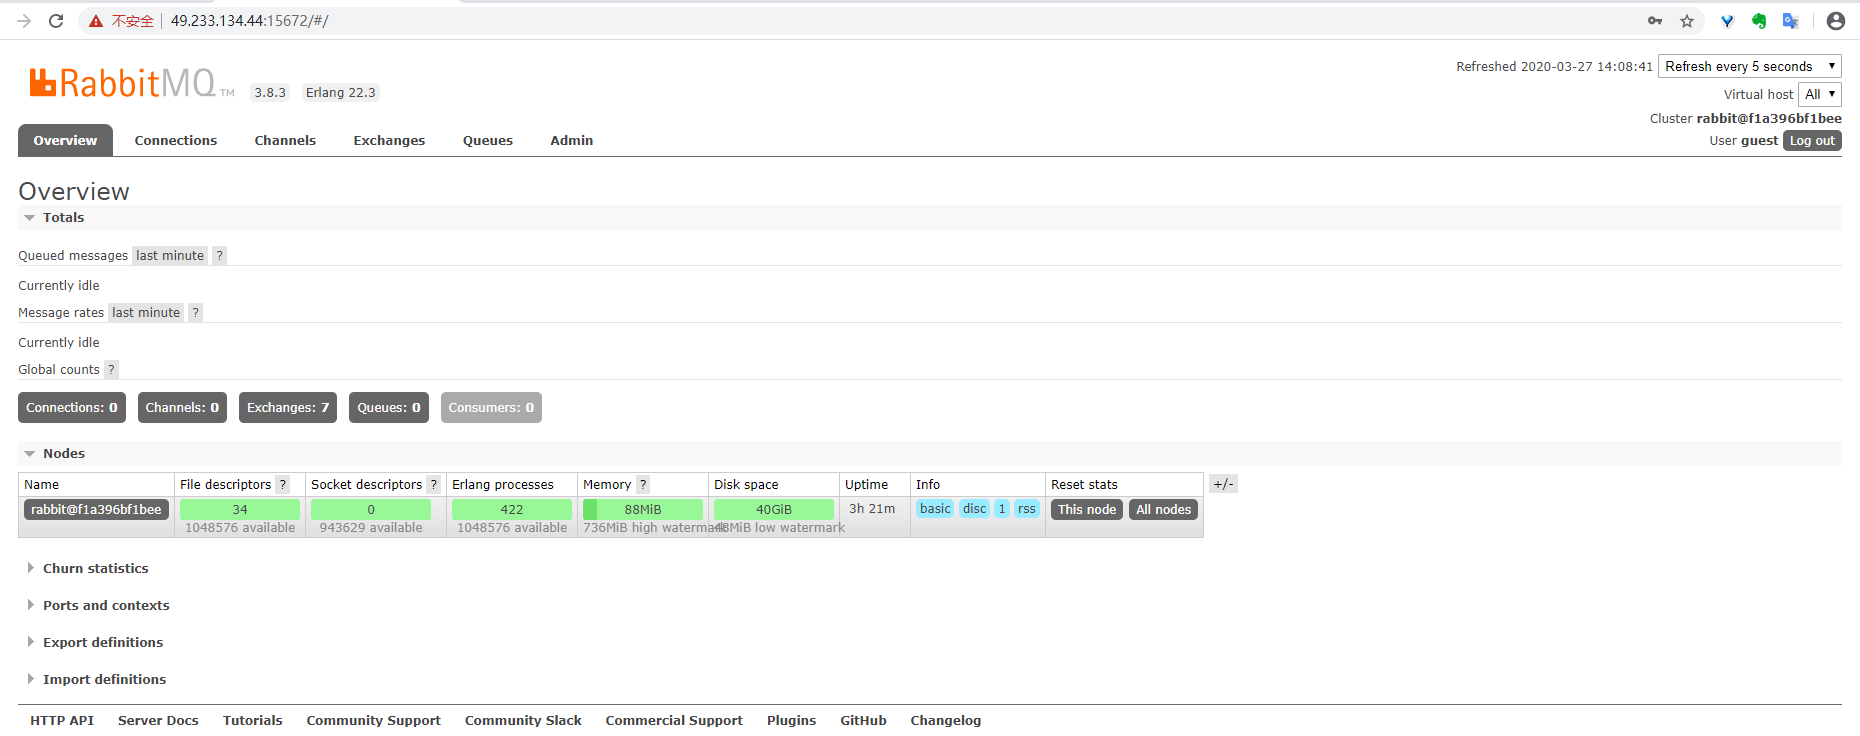 不安全 49.233.134.44:15672/#/
RabbitMQ TM 3.8.3 Erlang 22.3
Refreshed 2020-03-27 14:08:41 Refresh every 5 seconds
Virtual host All
Cluster rabbit@f1a396bf1bee
User guest Log out
Overview Connections Channels Exchanges Queues Admin
Overview
Totals
Queued messages last minute ?
Currently idle
Message rates last minute ?
Currently idle
Global counts ?
Connections: 0 Channels: 0 Exchanges: 7 Queues: 0 Consumers: 0
Nodes
Name File descriptors ? Socket descriptors ? Erlang processes Memory ? Disk space Uptime Info Reset stats +/-
rabbit@f1a396bf1bee 34 0 422 88MiB 40GiB 3h 21m basic disc 1 rss This node All nodes
1048576 available 943629 available 1048576 available 736MiB high watermark 48MiB low watermark
Churn statistics
Ports and contexts
Export definitions
Import definitions
HTTP API Server Docs Tutorials Community Support Community Slack Commercial Support Plugins GitHub Changelog